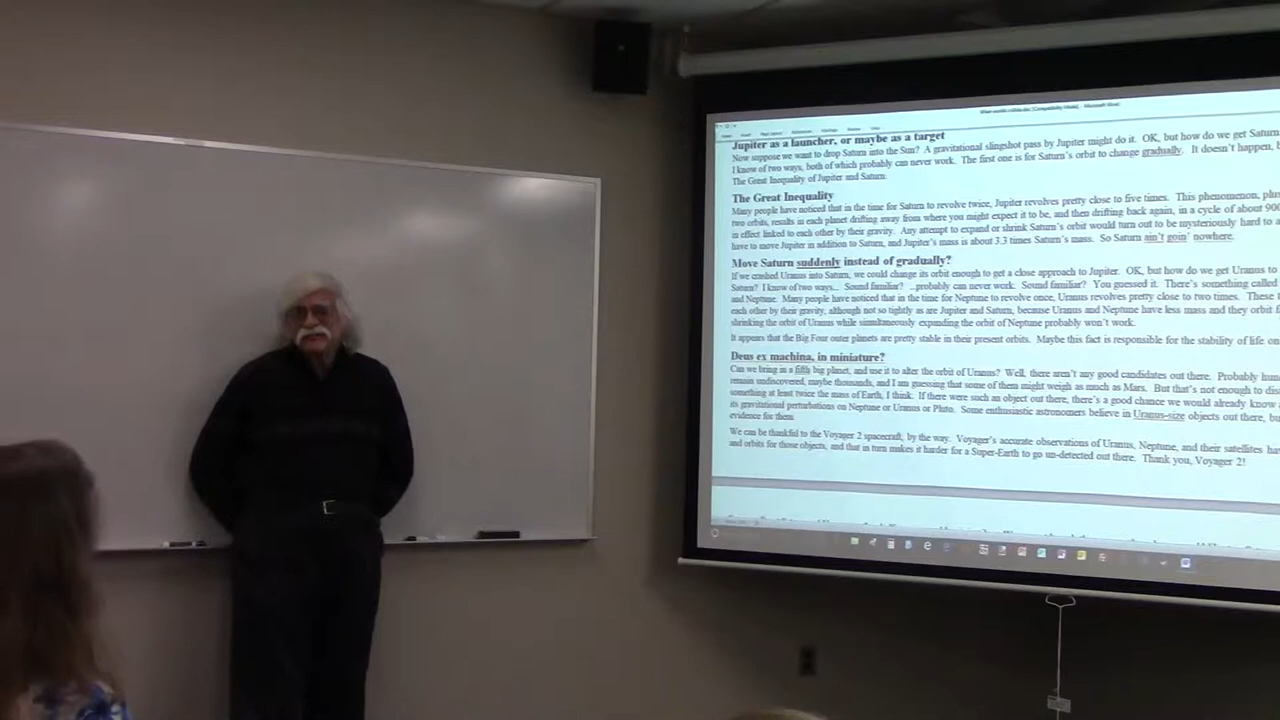 Jupiter as a launcher, or maybe as a target
Now suppose we want to drop Saturn into the Sun? A gravitational slingshot pass by Jupiter might do it. OK, but how do we get Saturn
I know of two ways, both of which probably can never work. The first one is for Saturn's orbit to change gradually. It doesn't happen, b
The Great Inequality of Jupiter and Saturn.
The Great Inequality
Many people have noticed that in the time for Saturn to revolve twice, Jupiter revolves pretty close to five times. This phenomenon, plu
two orbits, results in each planet drifting away from where you might expect it to be, and then drifting back again, in a cycle of about 900
in effect linked to each other by their gravity. Any attempt to expand or shrink Saturn's orbit would turn out to be mysteriously hard to a
have to move Jupiter in addition to Saturn, and Jupiter's mass is about 3.3 times Saturn's mass. So Saturn ain't goin' nowhere.
Move Saturn suddenly instead of gradually?
If we crashed Uranus into Saturn, we could change its orbit enough to get a close approach to Jupiter. OK, but how do we get Uranus to
Saturn? I know of two ways... Sound familiar? ...probably can never work. Sound familiar? You guessed it. There's something called
and Neptune. Many people have noticed that in the time for Neptune to revolve once, Uranus revolves pretty close to two times. These
each other by their gravity, although not so tightly as are Jupiter and Saturn, because Uranus and Neptune have less mass and they orbit f
shrinking the orbit of Uranus while simultaneously expanding the orbit of Neptune probably won't work.
It appears that the Big Four outer planets are pretty stable in their present orbits. Maybe this fact is responsible for the stability of life on
Deus ex machina, in miniature?
Can we bring in a fifth big planet, and use it to alter the orbit of Uranus? Well, there aren't any good candidates out there. Probably hun
remain undiscovered, maybe thousands, and I am guessing that some of them might weigh as much as Mars. But that's not enough to dis
something at least twice the mass of Earth, I think. If there were such an object out there, there's a good chance we would already know
its gravitational perturbations on Neptune or Uranus or Pluto. Some enthusiastic astronomers believe in Uranus-size objects out there, bu
evidence for them.
We can be thankful to the Voyager 2 spacecraft, by the way. Voyager's accurate observations of Uranus, Neptune, and their satellites ha
and orbits for those objects, and that in turn makes it harder for a Super-Earth to go un-detected out there. Thank you, Voyager 2!